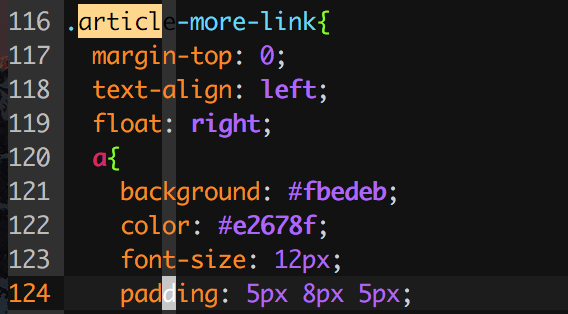 116 .article-more-link{
117 margin-top: 0;
118 text-align: left;
119 float: right;
120 a{
121 background: #fbedeb;
122 color: #e2678f;
123 font-size: 12px;
124 padding: 5px 8px 5px;